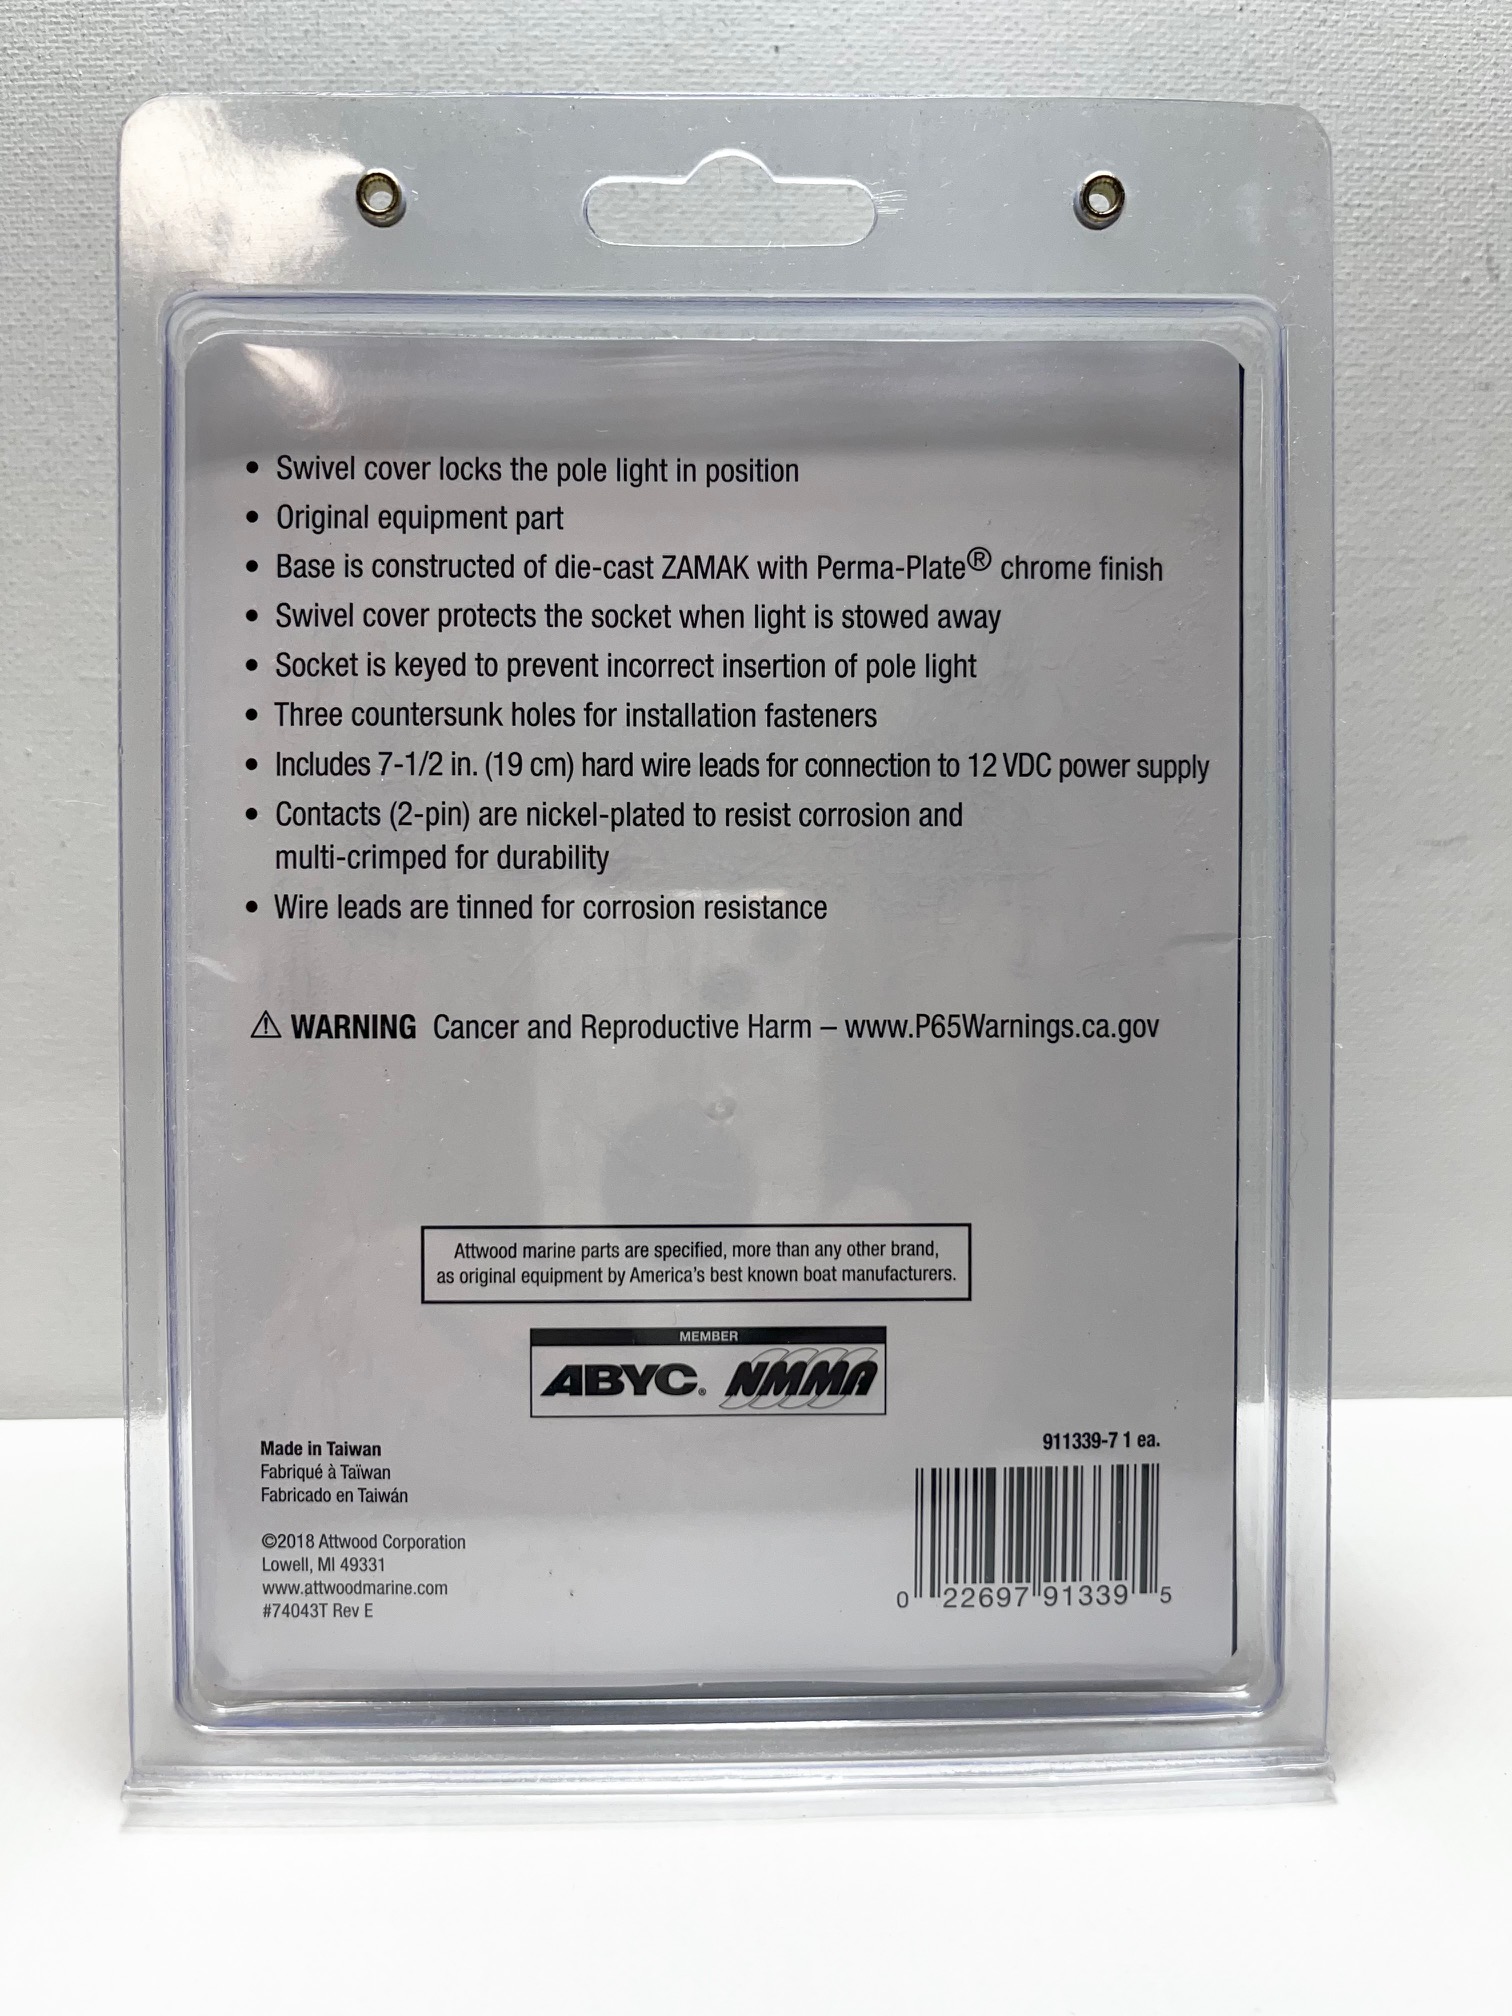 • Swivel cover locks the pole light in position
• Original equipment part
• Base is constructed of die-cast ZAMAK with Perma-Plate® chrome finish
• Swivel cover protects the socket when light is stowed away
• Socket is keyed to prevent incorrect insertion of pole light
• Three countersunk holes for installation fasteners
• Includes 7-1/2 in. (19 cm) hard wire leads for connection to 12 VDC power supply
• Contacts (2-pin) are nickel-plated to resist corrosion and
multi-crimped for durability
• Wire leads are tinned for corrosion resistance
⚠ WARNING Cancer and Reproductive Harm – www.P65Warnings.ca.gov
Attwood marine parts are specified, more than any other brand,
as original equipment by America's best known boat manufacturers.
MEMBER
ABYC® NMMA
Made in Taiwan
Fabriqué à Taïwan
Fabricado en Taiwán
©2018 Attwood Corporation
Lowell, MI 49331
www.attwoodmarine.com
#74043T Rev E
911339-7 1 ea.
0 22697 91339 5